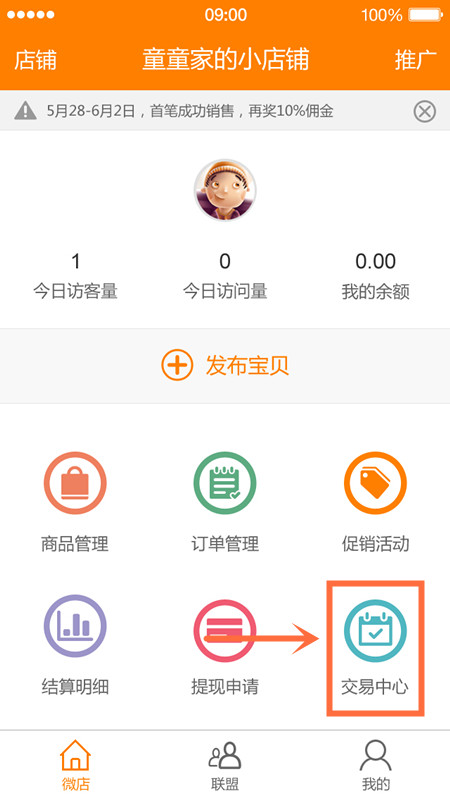 09:00 100%
店铺 童童家的小店铺 推广
5月28-6月2日，首笔成功销售，再奖10%佣金
1 0 0.00
今日访客量 今日访问量 我的余额
发布宝贝
商品管理 订单管理 促销活动
结算明细 提现申请 交易中心
微店 联盟 我的